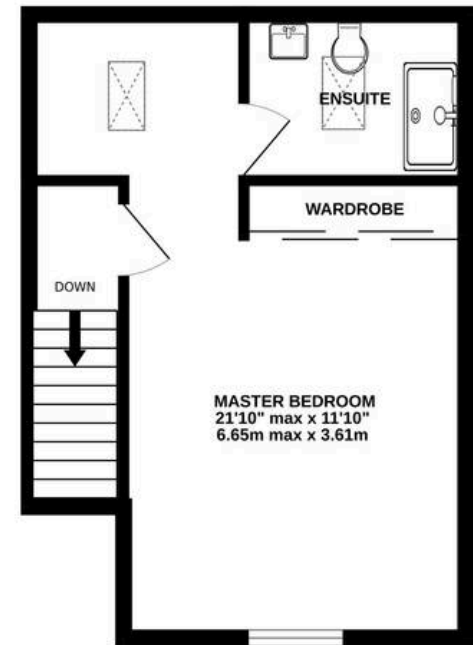 ENSUITE
WARDROBE
DOWN
MASTER BEDROOM
21'10" max x 11'10"
6.65m max x 3.61m